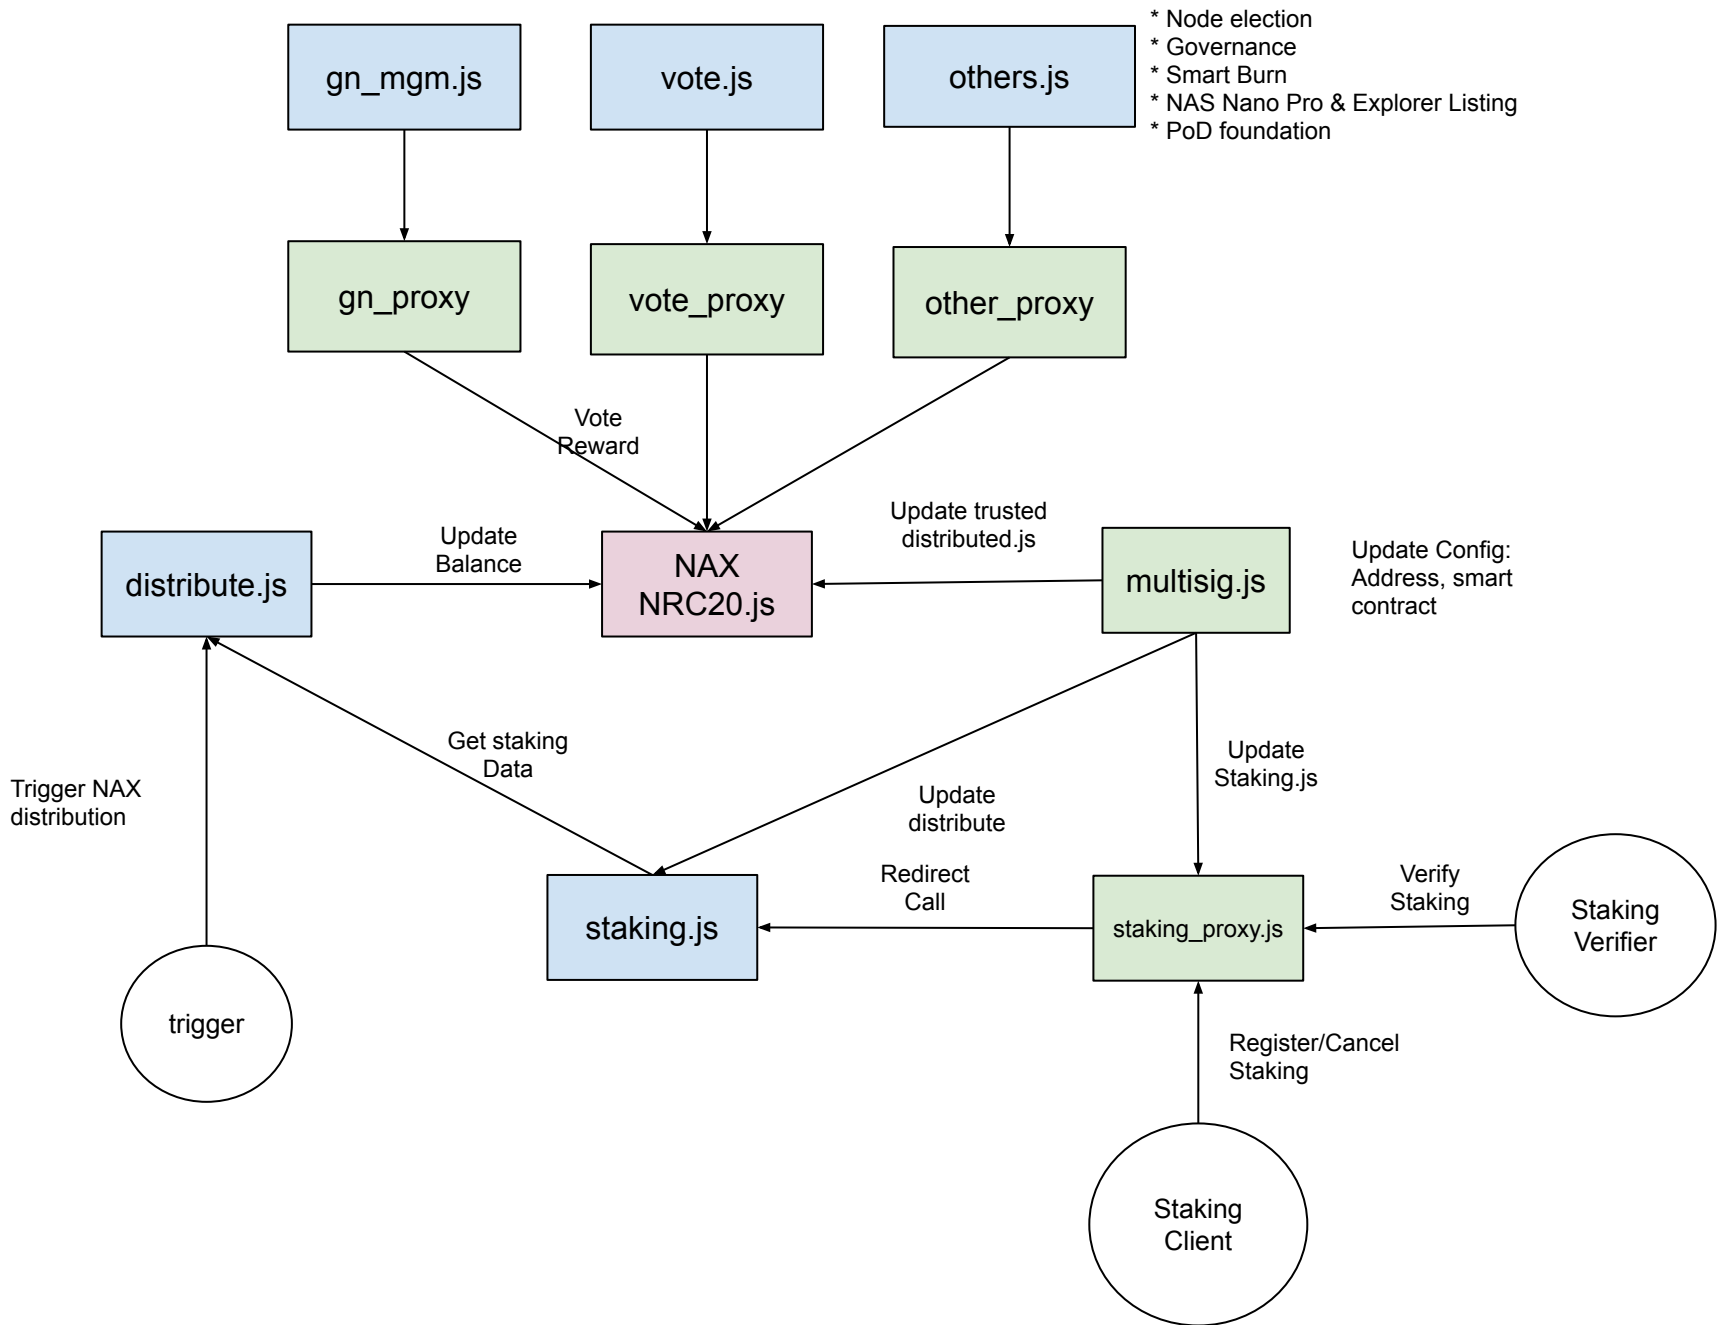 * Node election
* Governance
* Smart Burn
* NAS Nano Pro & Explorer Listing
* PoD foundation
gn_mgm.js
vote.js
others.js
gn_proxy
vote_proxy
other_proxy
Vote
Reward
Update
Balance
Update trusted
distributed.js
distribute.js
NAX
NRC20.js
multisig.js
Update Config:
Address, smart
contract
Get staking
Data
Update
Staking.js
Trigger NAX
distribution
Update
distribute
Redirect
Call
Verify
Staking
staking.js
staking_proxy.js
Staking
Verifier
trigger
Register/Cancel
Staking
Staking
Client